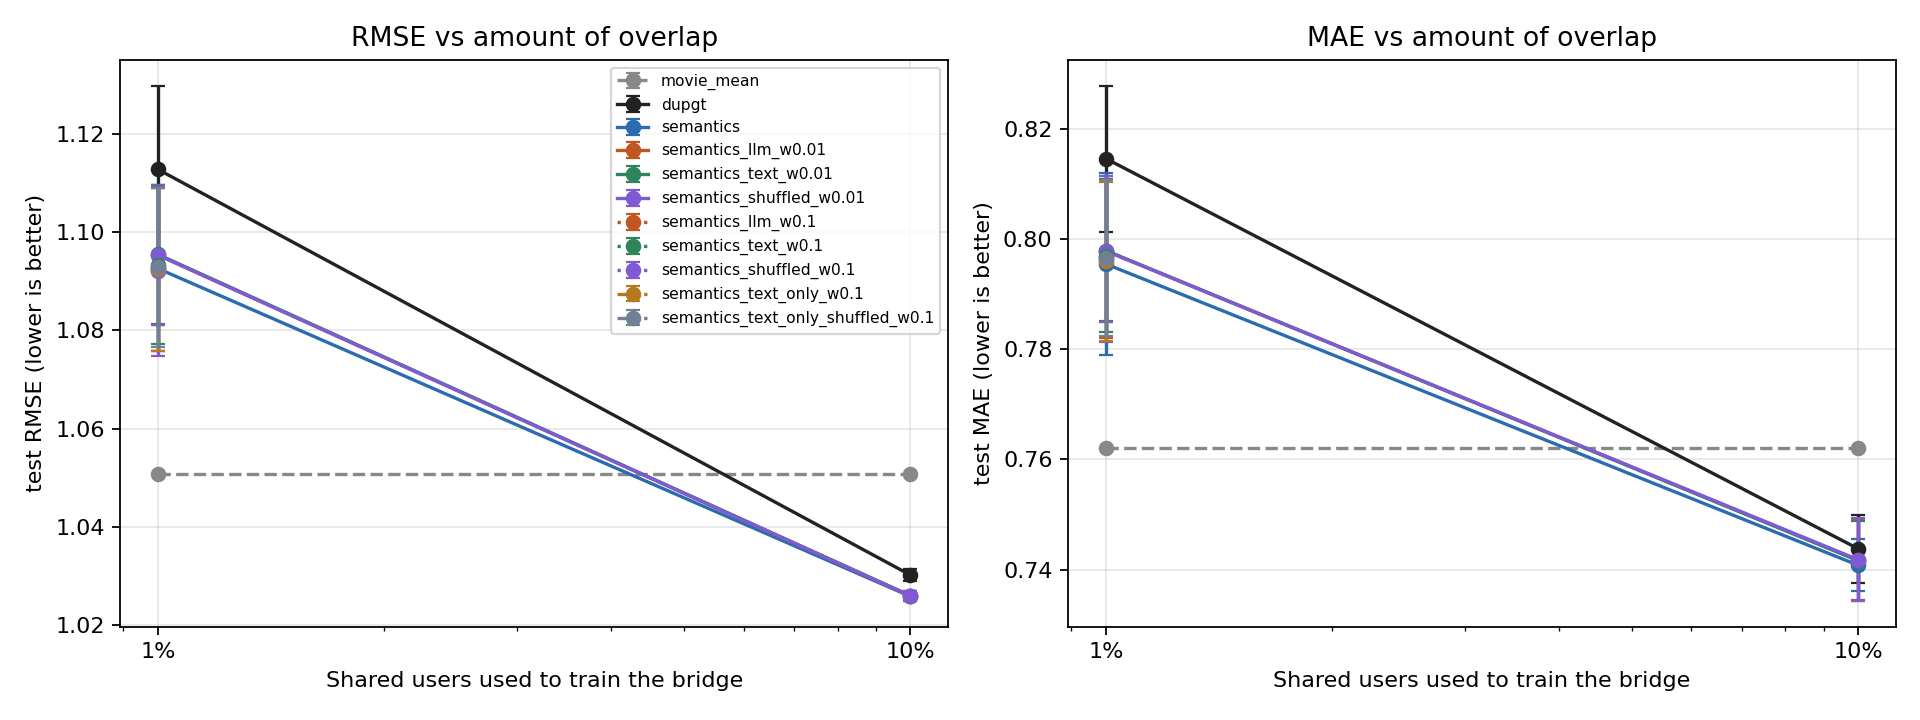 RMSE vs amount of overlap
test RMSE (lower is better)
1.12
1.10
1.08
1.06
1.04
1.02
1%
10%
Shared users used to train the bridge
movie_mean
dupgt
semantics
semantics_llm_w0.01
semantics_text_w0.01
semantics_shuffled_w0.01
semantics_llm_w0.1
semantics_text_w0.1
semantics_shuffled_w0.1
semantics_text_only_w0.1
semantics_text_only_shuffled_w0.1
MAE vs amount of overlap
test MAE (lower is better)
0.82
0.80
0.78
0.76
0.74
1%
10%
Shared users used to train the bridge